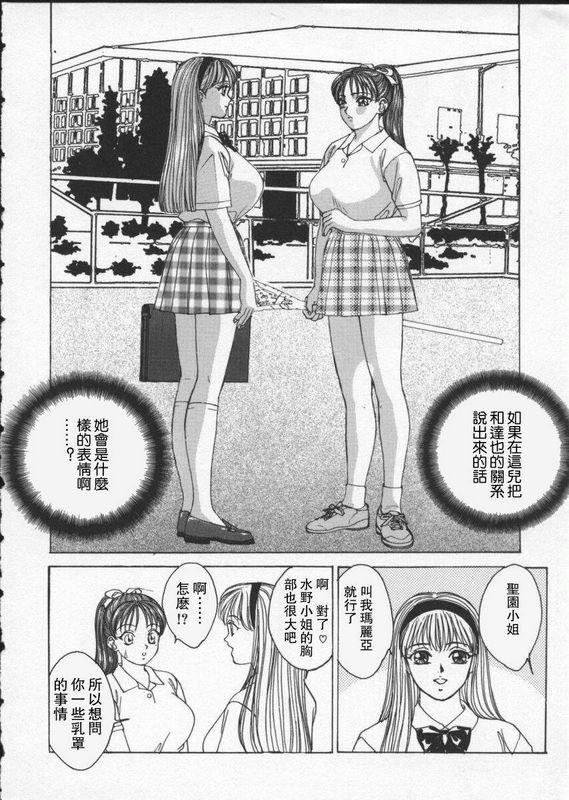 如果在這兒把
和達也的關系
說出來的話
她會是什麼
樣的表情啊
……?
聖園小姐
叫我瑪麗亞
就行了
啊，對了♡
水野小姐的胸
部也很大吧
啊……
怎麼!?
所以想問
你一些乳罩
的事情